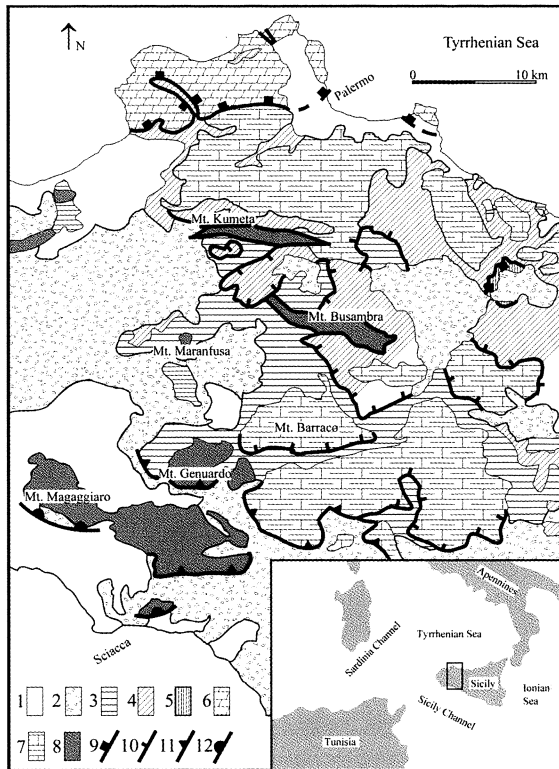 N
Tyrrhenian Sea
0 10 km
Palermo
Mt. Kumeta
Mt. Busambra
Mt. Maranfusa
Mt. Barraco
Mt. Genuardo
Mt. Magaggiaro
Sciacca
Apennines
Tyrrhenian Sea
Sardinia Channel
Sicily
Ionian
Sea
Sicily Channel
Tunisia
1 2 3 4 5 6
7 8 9 10 11 12